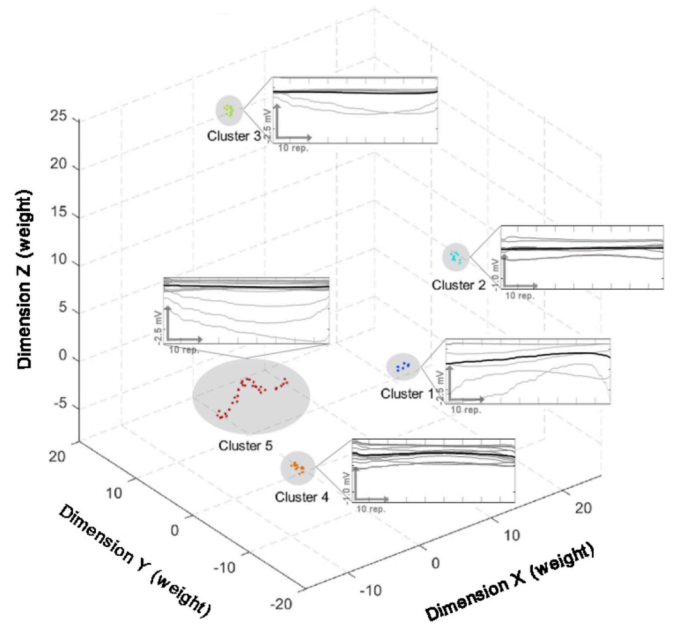 25
20
15
10
5
0
-5
Dimension Z (weight)
20
10
0
-10
-20
Dimension Y (weight)
-10
0
10
20
Dimension X (weight)
Cluster 3
-2.5 mV
10 rep.
Cluster 2
-1.0 mV
10 rep.
-2.5 mV
10 rep.
Cluster 5
Cluster 1
-2.5 mV
10 rep.
Cluster 4
-1.0 mV
10 rep.